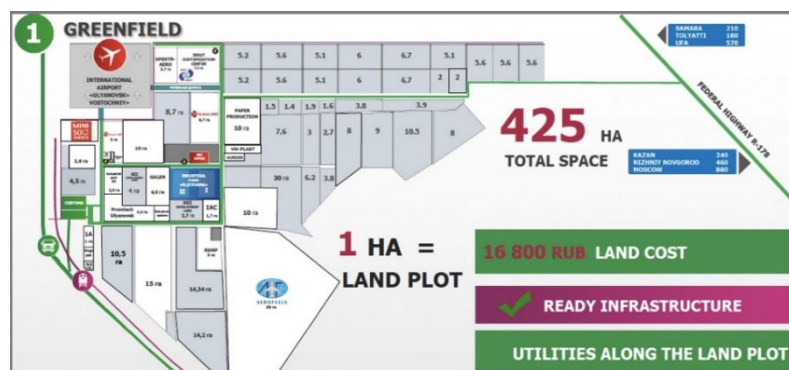 1 GREENFIELD
SAMARA 210
TOLYATTI 180
UFA 570
FEDERAL HIGHWAY R-178
KAZAN 240
NIZHNIY NOVGOROD 460
MOSCOW 880
INTERNATIONAL
AIRPORT
«ULYANOVSK»
VOSTOCHNIY»
CUSTOMIZATION
CENTER
5.2 5.6 5.1 6 6,7 5.1 5.6 5.6 5.6
5.2 5.6 5.1 6 6,7 2 2
8,7 га
PAPER
PRODUCTION
10 га
1.5 1.4 1.9 1.6 3.8 3.9
7,6 3 2,7 8 9 10.5 8
30 га 6.2 3.8
10 га
10 га
4,5 га
4 га
4,5 га
3,7 га
IAC
1,7 га
10,5
га
15 га
14,34 га
14,2 га
AEROFIELD
425 HA
TOTAL SPACE
1 HA =
LAND PLOT
16 800 RUB LAND COST
READY INFRASTRUCTURE
UTILITIES ALONG THE LAND PLOT